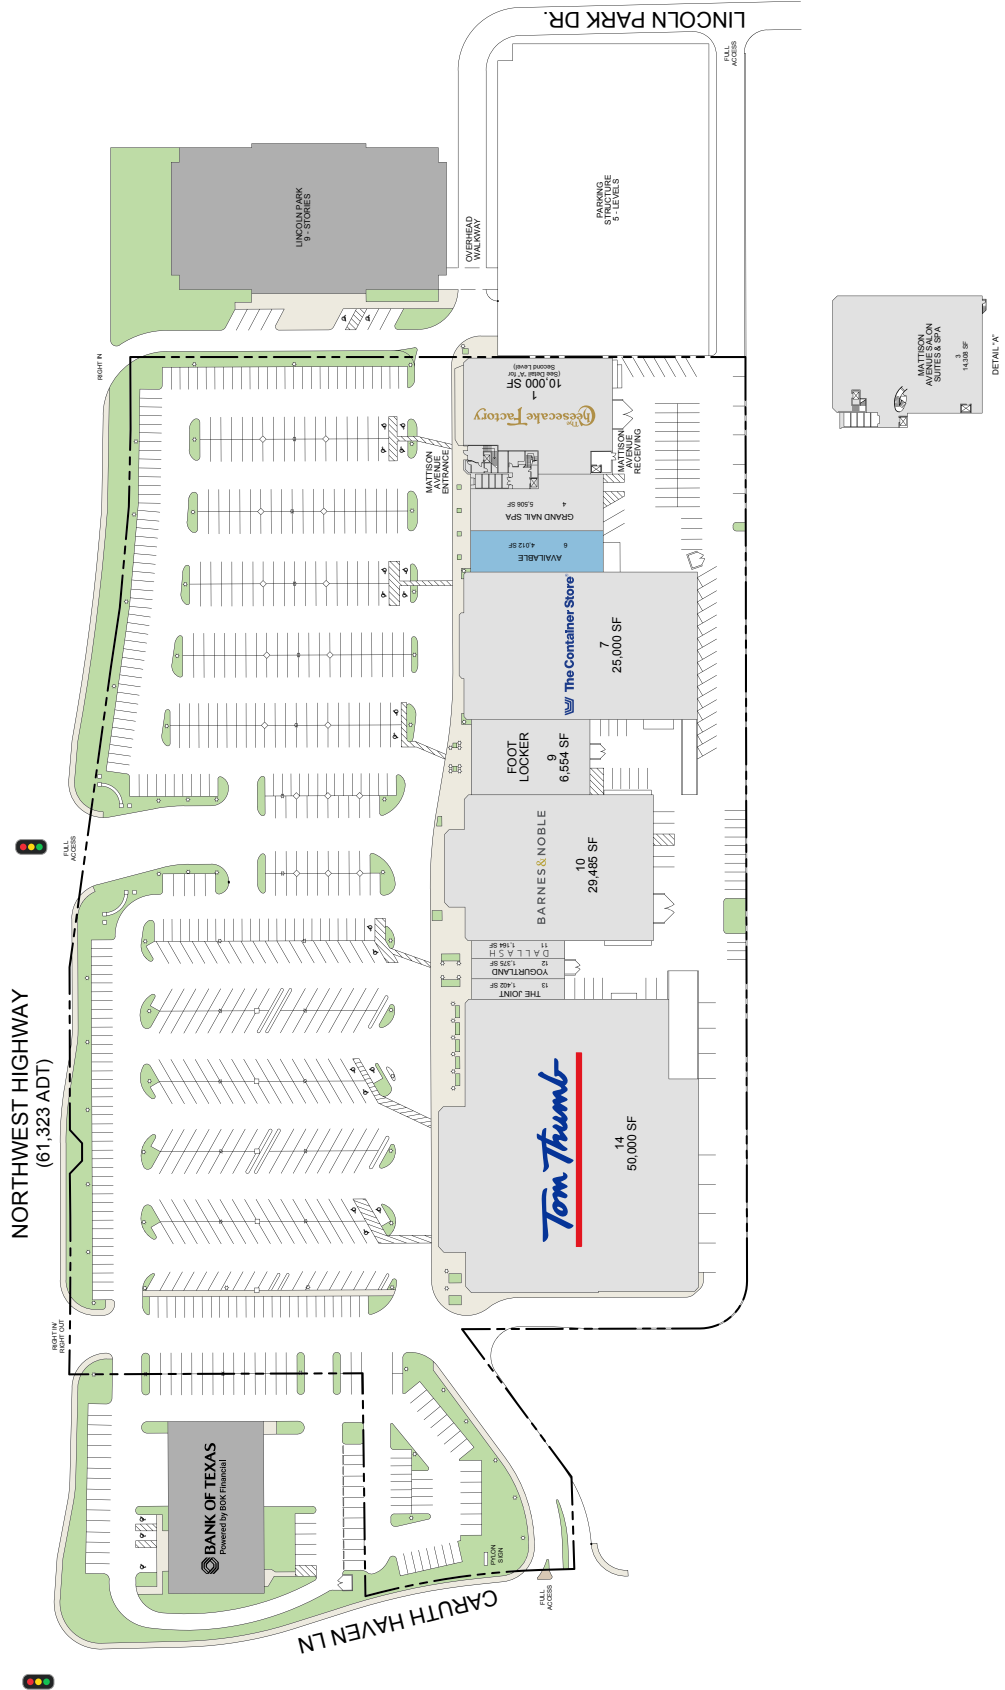 LINCOLN PARK DR.
FULL
ACCESS
LINCOLN PARK
9 - STORIES
OVERHEAD
WALKWAY
PARKING
STRUCTURE
5 - LEVELS
RIGHT IN
MATTISON
AVENUE SALON
SUITES & SPA
3
14,308 SF
DETAIL "A"
The
Cheesecake Factory
1
10,000 SF
(See Detail "A" for
Second Level)
MATTISON
AVENUE
ENTRANCE
MATTISON
AVENUE
RECEIVING
GRAND NAIL SPA
4
5,506 SF
AVAILABLE
6
4,012 SF
The Container Store
7
25,000 SF
FOOT
LOCKER
9
6,554 SF
FULL
ACCESS
BARNES&NOBLE
10
29,485 SF
DALLASH
11
1,164 SF
YOGURTLAND
12
1,375 SF
THE JOINT
13
1,402 SF
NORTHWEST HIGHWAY
(61,323 ADT)
Tom Thumb
14
50,000 SF
RIGHT IN/
RIGHT OUT
BANK OF TEXAS
Powered by BOK Financial
PYLON
SIGN
FULL
ACCESS
CARUTH HAVEN LN